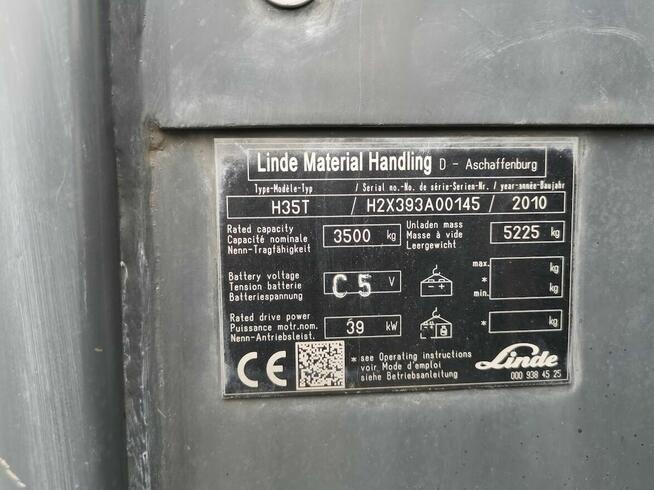 Linde Material Handling D - Aschaffenburg
Type-Modèle-Typ / Serial no.-No. de série-Serien-Nr. / year-année-Baujahr
H35T / H2X393A00145 / 2010
Rated capacity
Capacité nominale
Nenn-Tragfähigkeit
3500 kg
Unladen mass
Masse à vide
Leergewicht
5225 kg
Battery voltage
Tension batterie
Batteriespannung
C 5 V
max. kg
*
min. kg
Rated drive power
Puissance motr.nom.
Nenn-Antriebsleist.
39 kW
* kg
CE
* see Operating instructions
voir Mode d'emploi
siehe Betriebsanleitung
Linde
000 938 45 25